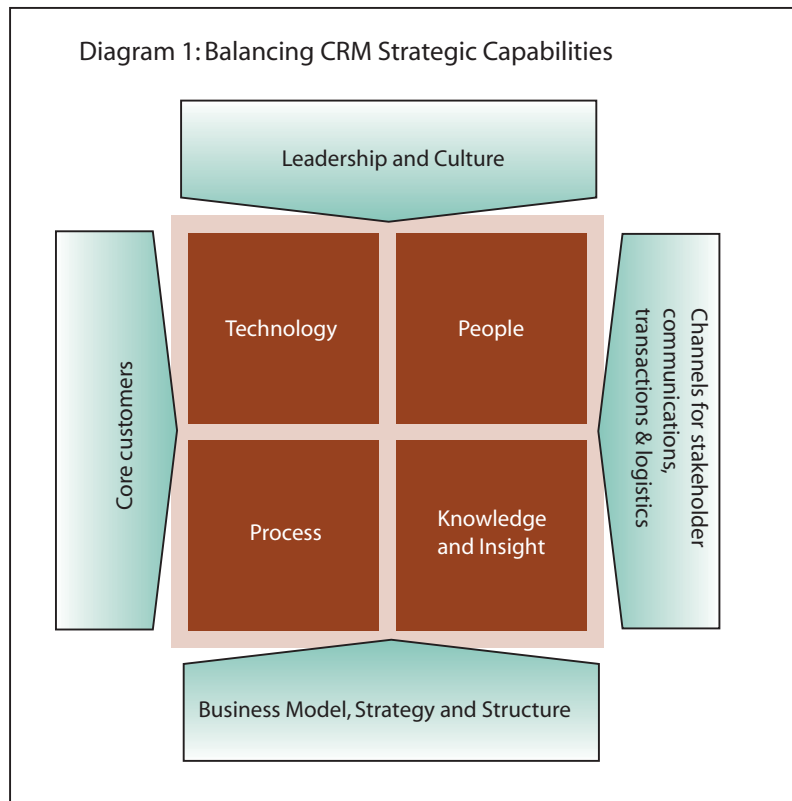 Diagram 1: Balancing CRM Strategic Capabilities
Leadership and Culture
Core customers
Technology
People
Channels for stakeholder
communications,
transactions & logistics
Process
Knowledge
and Insight
Business Model, Strategy and Structure